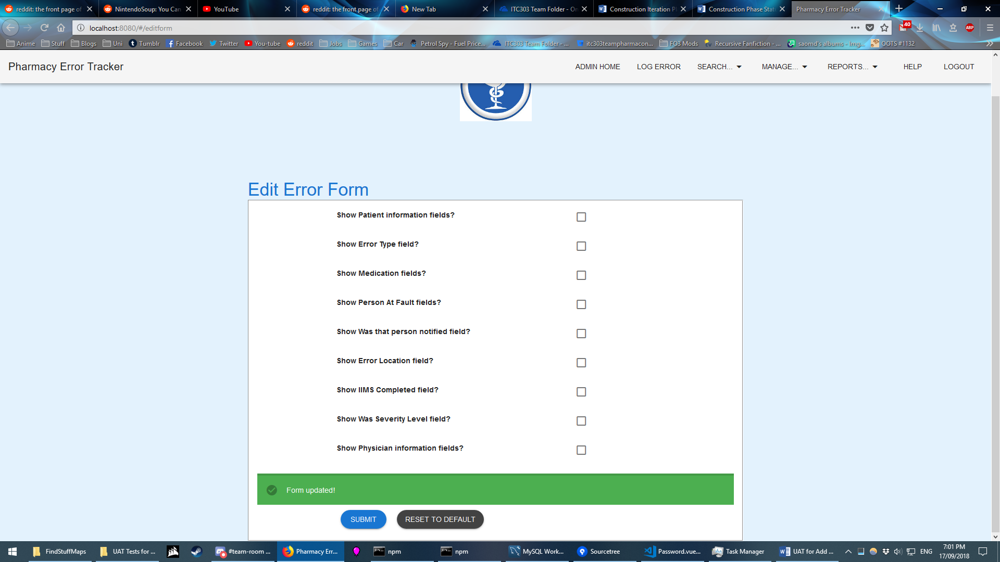 reddit: the front page of
NintendoSoup: You Can
YouTube
reddit: the front page of
New Tab
ITC303 Team Folder - On
Construction Iteration Pl
Construction Phase Stat
Pharmacy Error Tracker
localhost:8080/#/editform
40
ABP
Anime
Stuff
Blogs
Uni
Tumblr
Facebook
Twitter
You-tube
reddit
Jobs
Games
Car
Petrol Spy - Fuel Price...
ITC303 Team Folder - ...
itc303teampharmacon...
FO3 Mods
Recursive Fanfiction - ...
saomd's albums - Img...
OOTS #1132
Pharmacy Error Tracker
ADMIN HOME
LOG ERROR
SEARCH...
MANAGE...
REPORTS...
HELP
LOGOUT
Edit Error Form
Show Patient information fields?
Show Error Type field?
Show Medication fields?
Show Person At Fault fields?
Show Was that person notified field?
Show Error Location field?
Show IIMS Completed field?
Show Was Severity Level field?
Show Physician information fields?
Form updated!
SUBMIT
RESET TO DEFAULT
FindStuffMaps
UAT Tests for ...
#team-room ...
Pharmacy Err...
npm
npm
MySQL Work...
Sourcetree
Password.vue...
Task Manager
UAT for Add ...
ENG
7:01 PM
17/09/2018